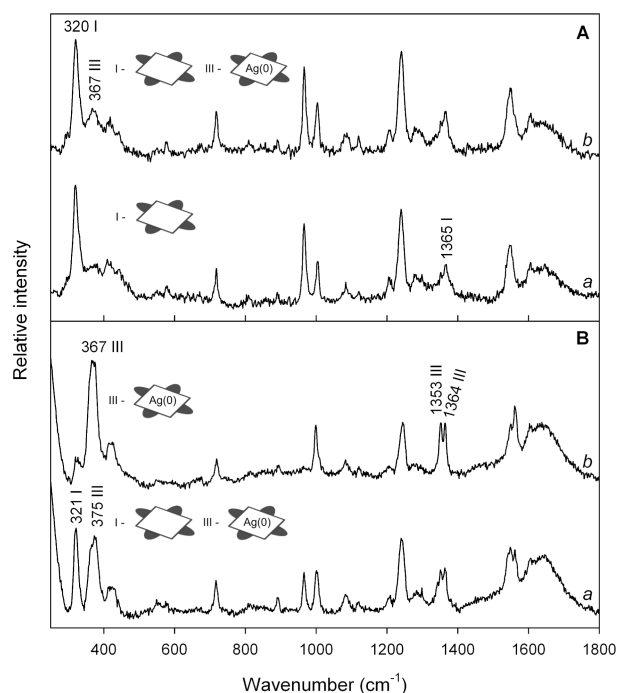 A
320 I
367 III
I - III - Ag(0)
b
I -
1365 I
a
B
367 III
III - Ag(0)
1353 III
1364 III
b
321 I
375 III
I - III - Ag(0)
a
400 600 800 1000 1200 1400 1600 1800
Relative intensity
Wavenumber (cm⁻¹)